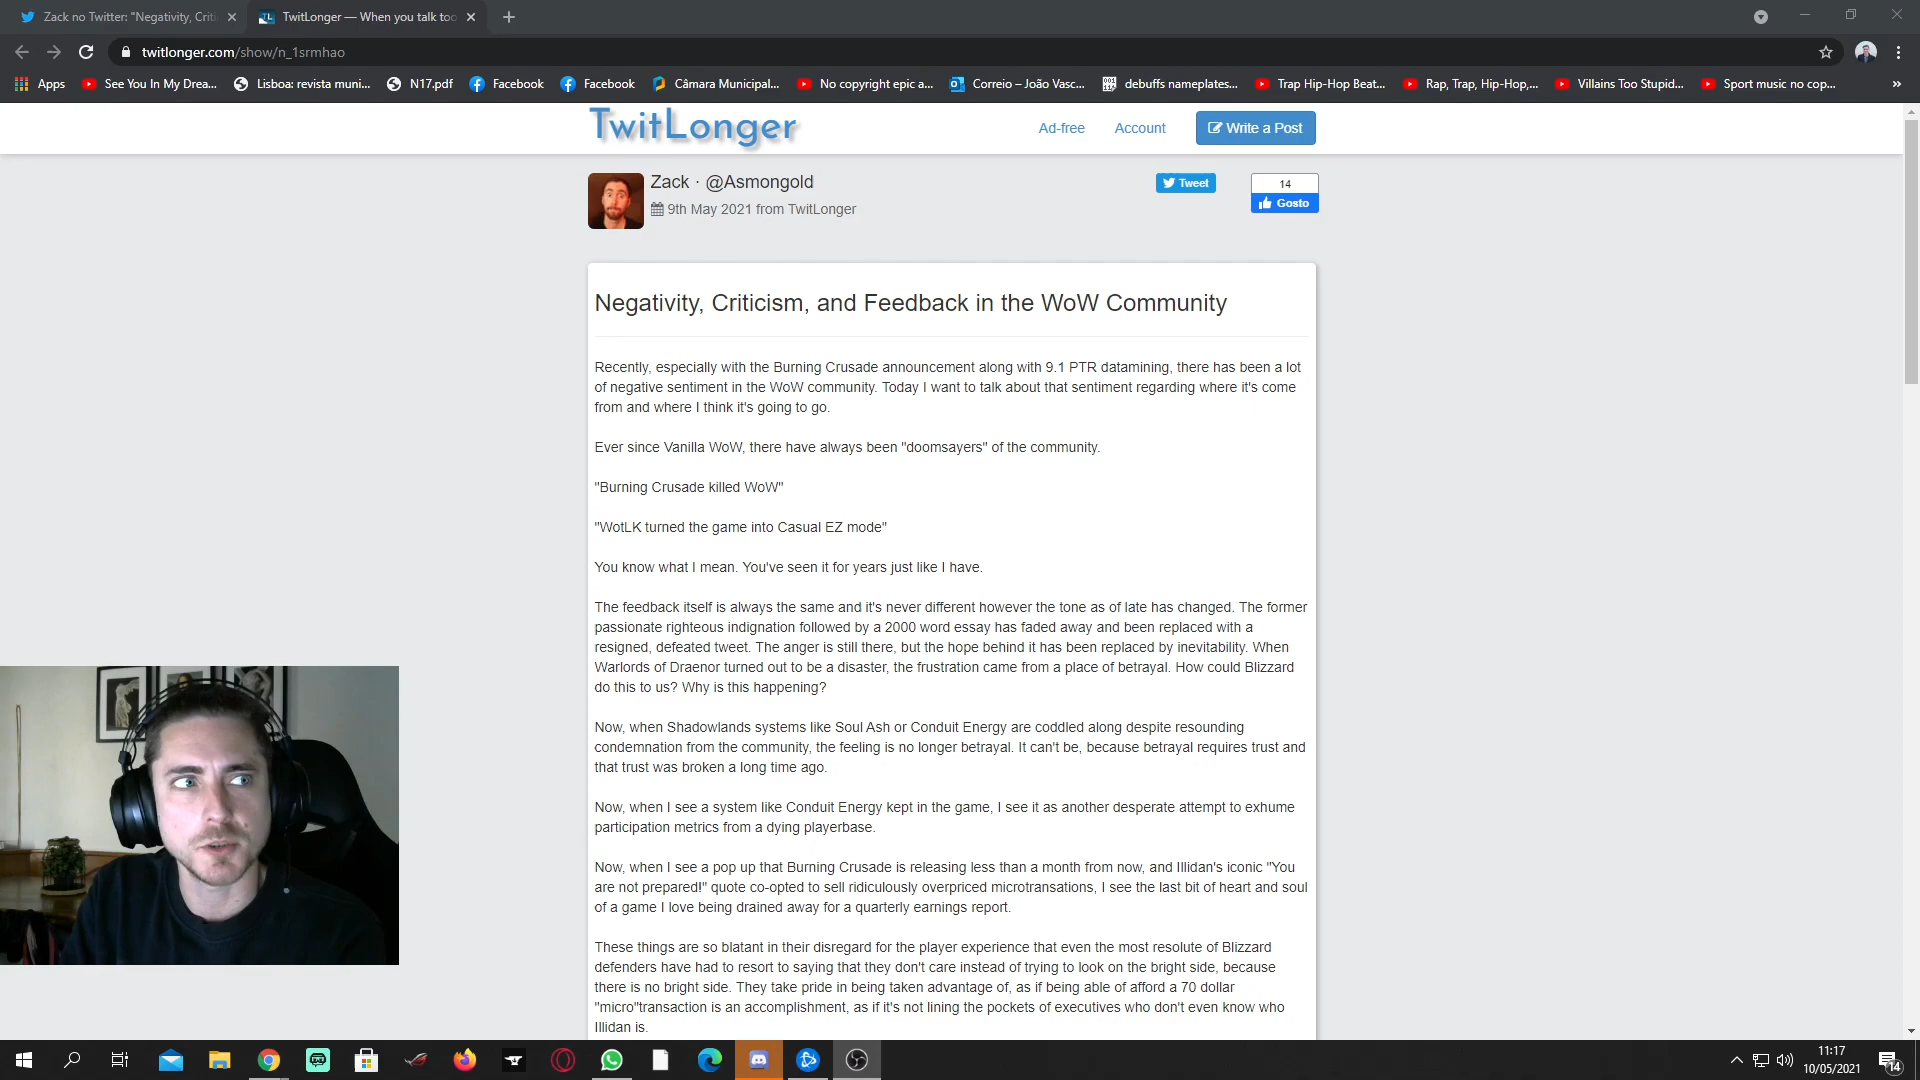 Zack no Twitter: "Negativity, Criti
TwitLonger — When you talk too
twitlonger.com/show/n_1srmhao
Apps
See You In My Drea...
Lisboa: revista muni...
N17.pdf
Facebook
Facebook
Câmara Municipal...
No copyright epic a...
Correio – João Vasc...
debuffs nameplates...
Trap Hip-Hop Beat...
Rap, Trap, Hip-Hop,...
Villains Too Stupid...
Sport music no cop...
»
TwitLonger
Ad-free
Account
Write a Post
Zack · @Asmongold
9th May 2021 from TwitLonger
Tweet
14
Gosto
Negativity, Criticism, and Feedback in the WoW Community
Recently, especially with the Burning Crusade announcement along with 9.1 PTR datamining, there has been a lot
of negative sentiment in the WoW community. Today I want to talk about that sentiment regarding where it's come
from and where I think it's going to go.
Ever since Vanilla WoW, there have always been "doomsayers" of the community.
"Burning Crusade killed WoW"
"WotLK turned the game into Casual EZ mode"
You know what I mean. You've seen it for years just like I have.
The feedback itself is always the same and it's never different however the tone as of late has changed. The former
passionate righteous indignation followed by a 2000 word essay has faded away and been replaced with a
resigned, defeated tweet. The anger is still there, but the hope behind it has been replaced by inevitability. When
Warlords of Draenor turned out to be a disaster, the frustration came from a place of betrayal. How could Blizzard
do this to us? Why is this happening?
Now, when Shadowlands systems like Soul Ash or Conduit Energy are coddled along despite resounding
condemnation from the community, the feeling is no longer betrayal. It can't be, because betrayal requires trust and
that trust was broken a long time ago.
Now, when I see a system like Conduit Energy kept in the game, I see it as another desperate attempt to exhume
participation metrics from a dying playerbase.
Now, when I see a pop up that Burning Crusade is releasing less than a month from now, and Illidan's iconic "You
are not prepared!" quote co-opted to sell ridiculously overpriced microtransations, I see the last bit of heart and soul
of a game I love being drained away for a quarterly earnings report.
These things are so blatant in their disregard for the player experience that even the most resolute of Blizzard
defenders have had to resort to saying that they don't care instead of trying to look on the bright side, because
there is no bright side. They take pride in being taken advantage of, as if being able of afford a 70 dollar
"micro"transaction is an accomplishment, as if it's not lining the pockets of executives who don't even know who
Illidan is.
11:17
10/05/2021
14